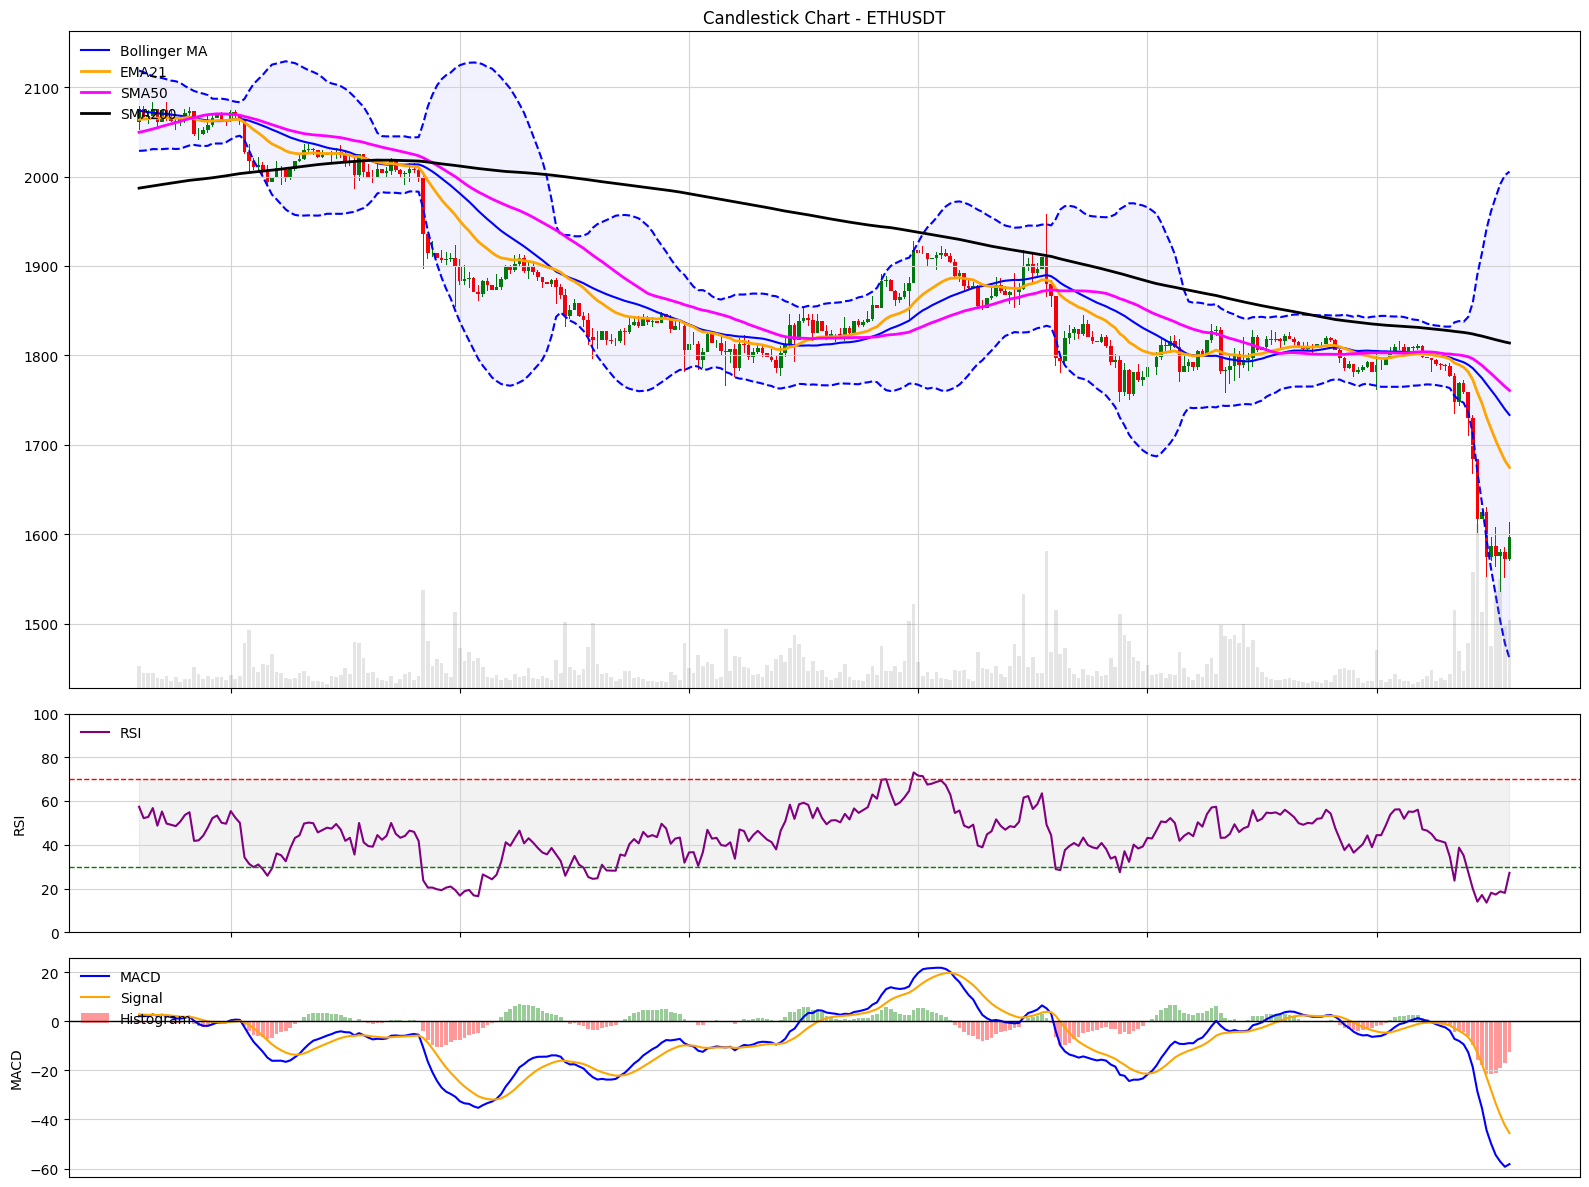 Candlestick Chart - ETHUSDT
Bollinger MA
EMA21
SMA50
SMA200
2100
2000
1900
1800
1700
1600
1500
RSI
100
80
60
40
20
0
RSI
MACD
Signal
Histogram
20
0
−20
−40
−60
MACD